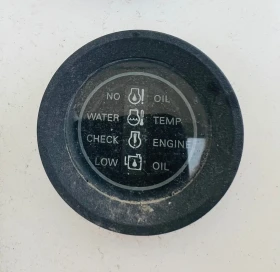 NO OIL
WATER TEMP
CHECK ENGINE
LOW OIL